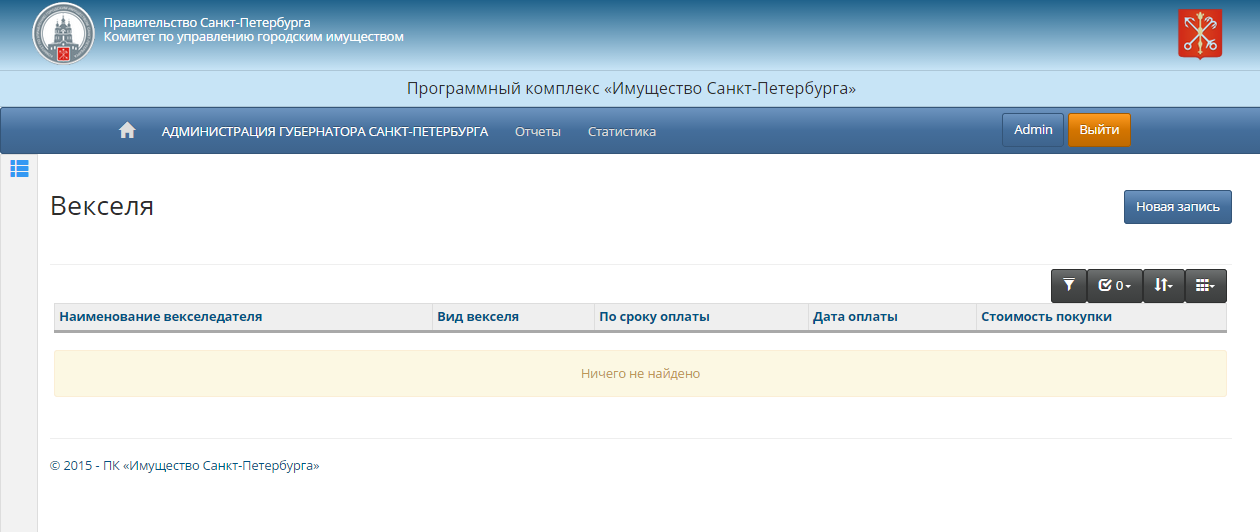 Правительство Санкт-Петербурга
Комитет по управлению городским имуществом
Программный комплекс «Имущество Санкт-Петербурга»
АДМИНИСТРАЦИЯ ГУБЕРНАТОРА САНКТ-ПЕТЕРБУРГА Отчеты Статистика Admin Выйти
Векселя Новая запись
0
Наименование векселедателя Вид векселя По сроку оплаты Дата оплаты Стоимость покупки
Ничего не найдено
© 2015 - ПК «Имущество Санкт-Петербурга»